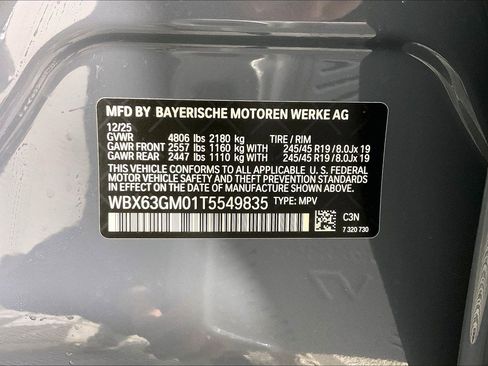 MFD BY BAYERISCHE MOTOREN WERKE AG
12/25
GVWR 4806 lbs 2180 kg TIRE / RIM
GAWR FRONT 2557 lbs 1160 kg WITH 245/45 R19 / 8.0Jx 19
GAWR REAR 2447 lbs 1110 kg WITH 245/45 R19 / 8.0Jx 19
THIS VEHICLE CONFORMS TO ALL APPLICABLE U. S. FEDERAL
MOTOR VEHICLE SAFETY, BUMPER, AND THEFT PREVENTION
STANDARDS IN EFFECT ON THE DATE OF MANUFACTURE SHOWN ABOVE.
WBX63GM01T5549835 TYPE: MPV
C3N
7 320 730